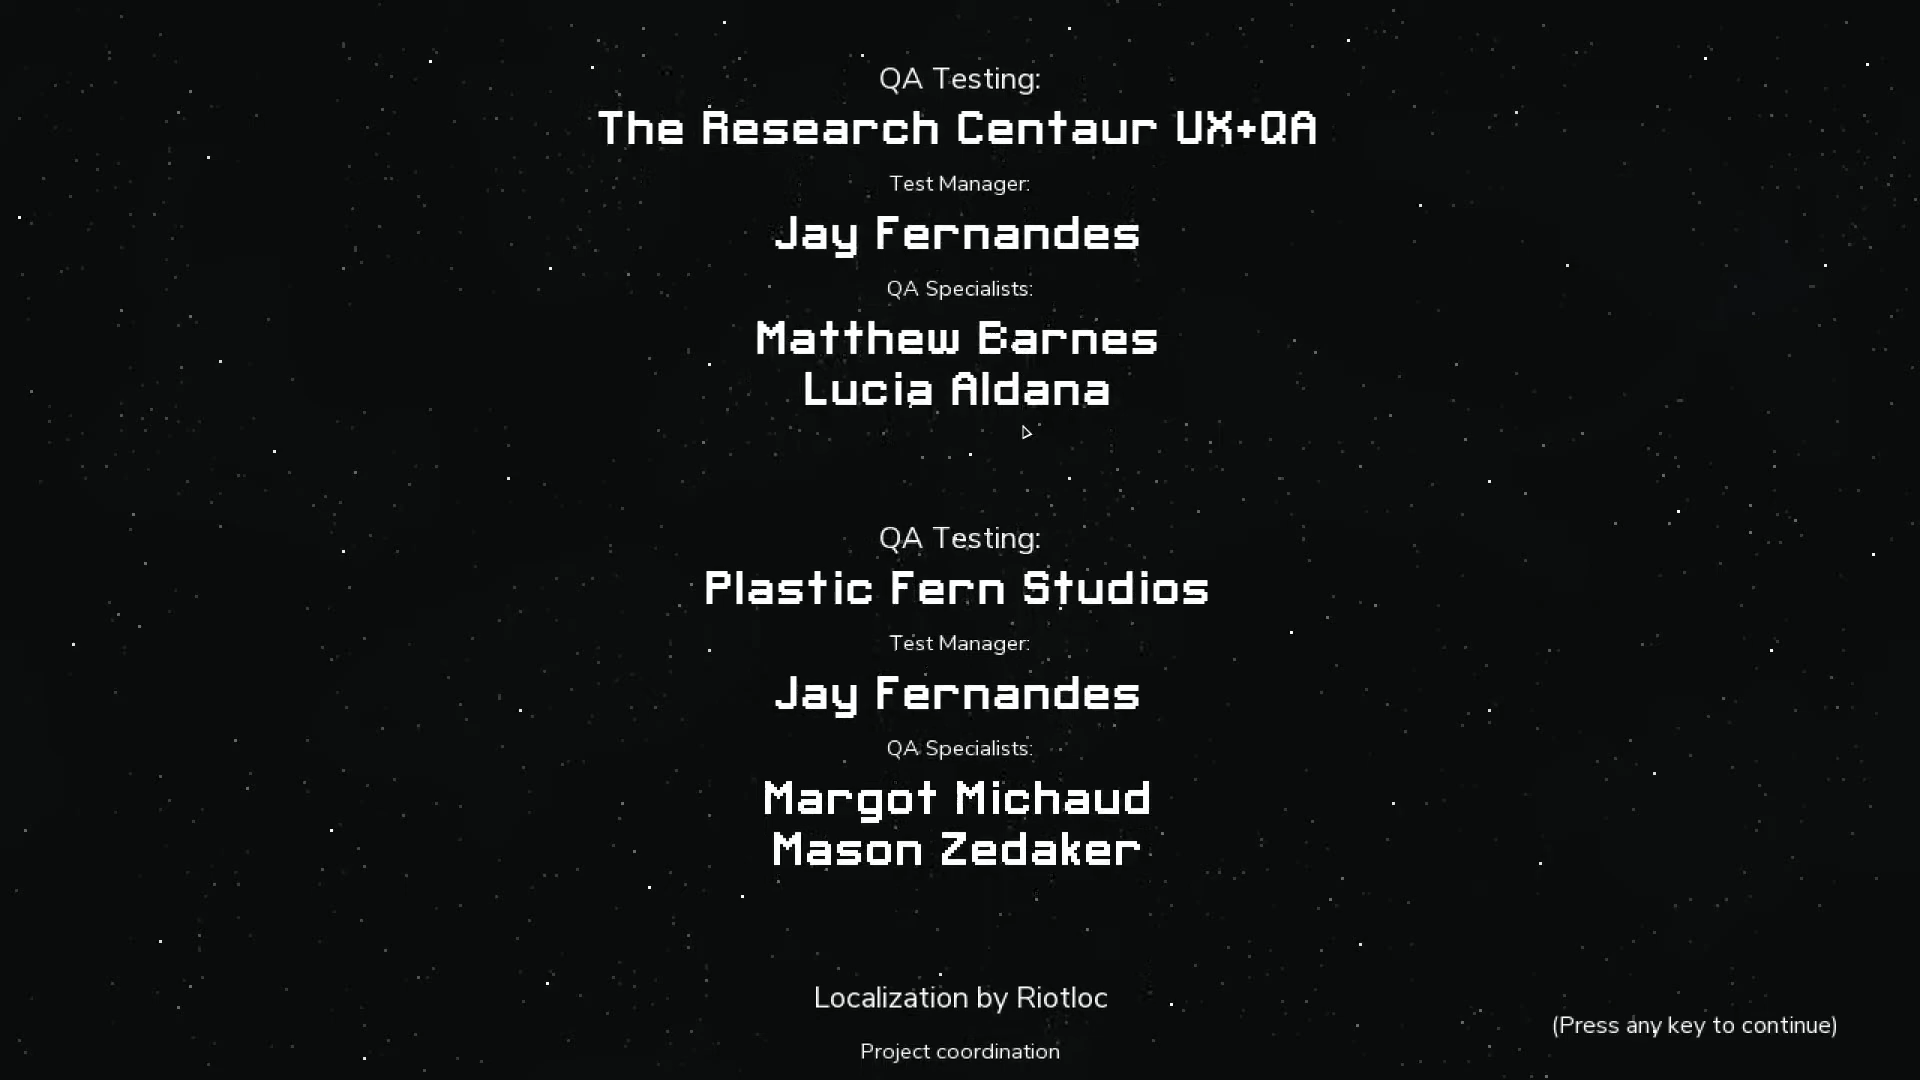 QA Testing:
The Research Centaur UX+QA
Test Manager:
Jay Fernandes
QA Specialists:
Matthew Barnes
Lucia Aldana
QA Testing:
Plastic Fern Studios
Test Manager:
Jay Fernandes
QA Specialists:
Margot Michaud
Mason Zedaker
Localization by Riotloc
(Press any key to continue)
Project coordination